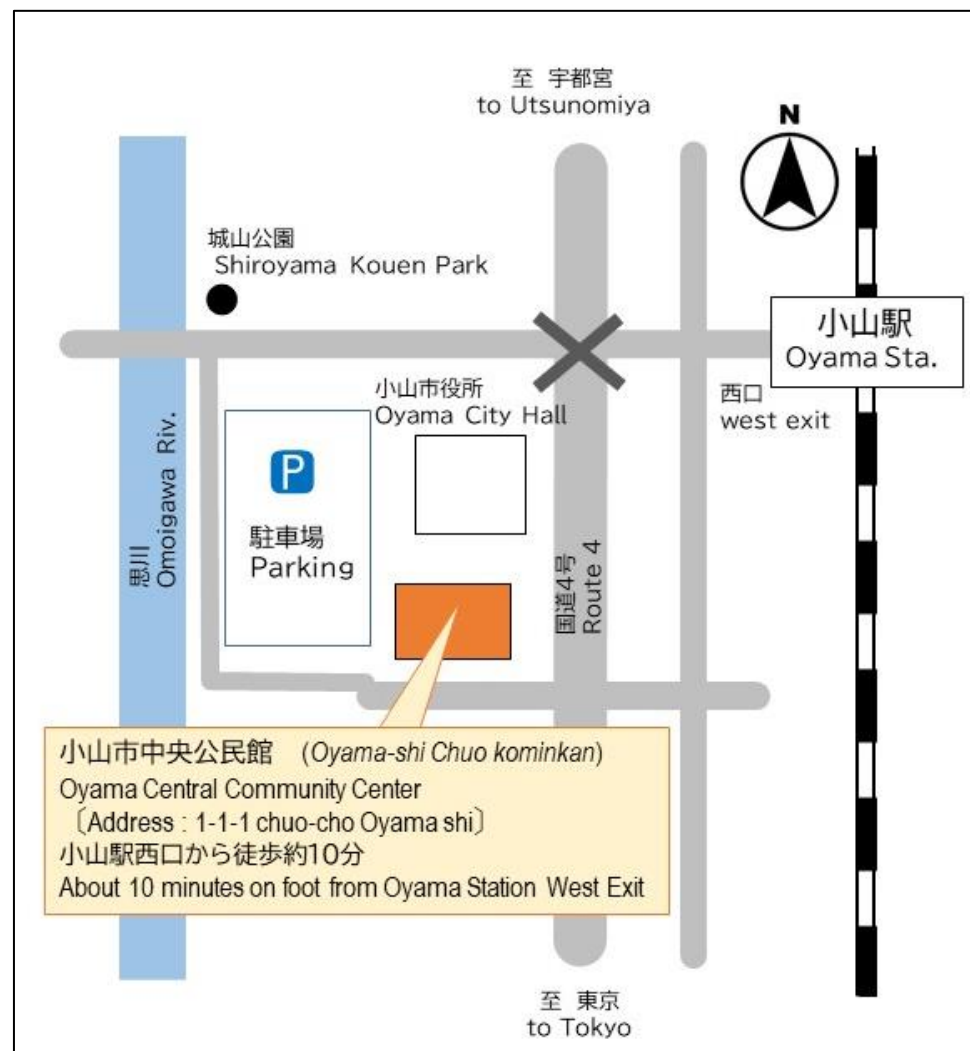 至 宇都宮
to Utsunomiya
N
城山公園
Shiroyama Kouen Park
小山駅
Oyama Sta.
小山市役所
Oyama City Hall
西口
west exit
P
駐車場
Parking
思川
Omoigawa Riv.
国道4号
Route 4
小山市中央公民館 (Oyama-shi Chuo kominkan)
Oyama Central Community Center
〔Address : 1-1-1 chuo-cho Oyama shi〕
小山駅西口から徒歩約10分
About 10 minutes on foot from Oyama Station West Exit
至 東京
to Tokyo